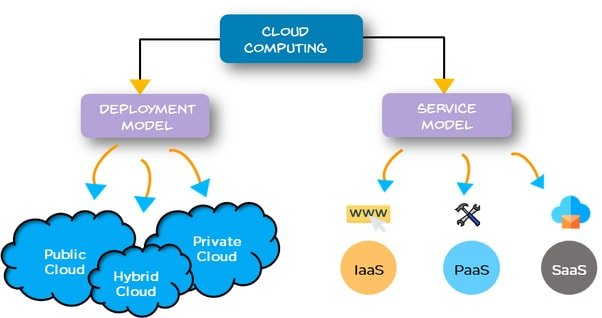 CLOUD
COMPUTING
DEPLOYMENT
MODEL
SERVICE
MODEL
Public
Cloud
Hybrid
Cloud
Private
Cloud
www
IaaS
PaaS
SaaS